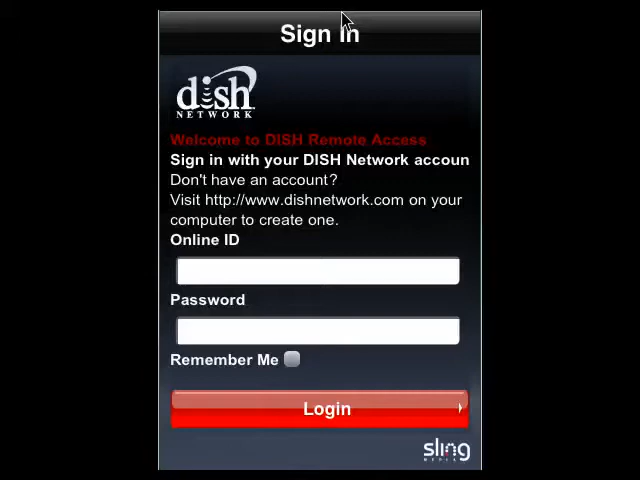 Sign In
dish
NETWORK
Welcome to DISH Remote Access
Sign in with your DISH Network accoun
Don't have an account?
Visit http://www.dishnetwork.com on your
computer to create one.
Online ID
Password
Remember Me
Login
sling
MEDIA